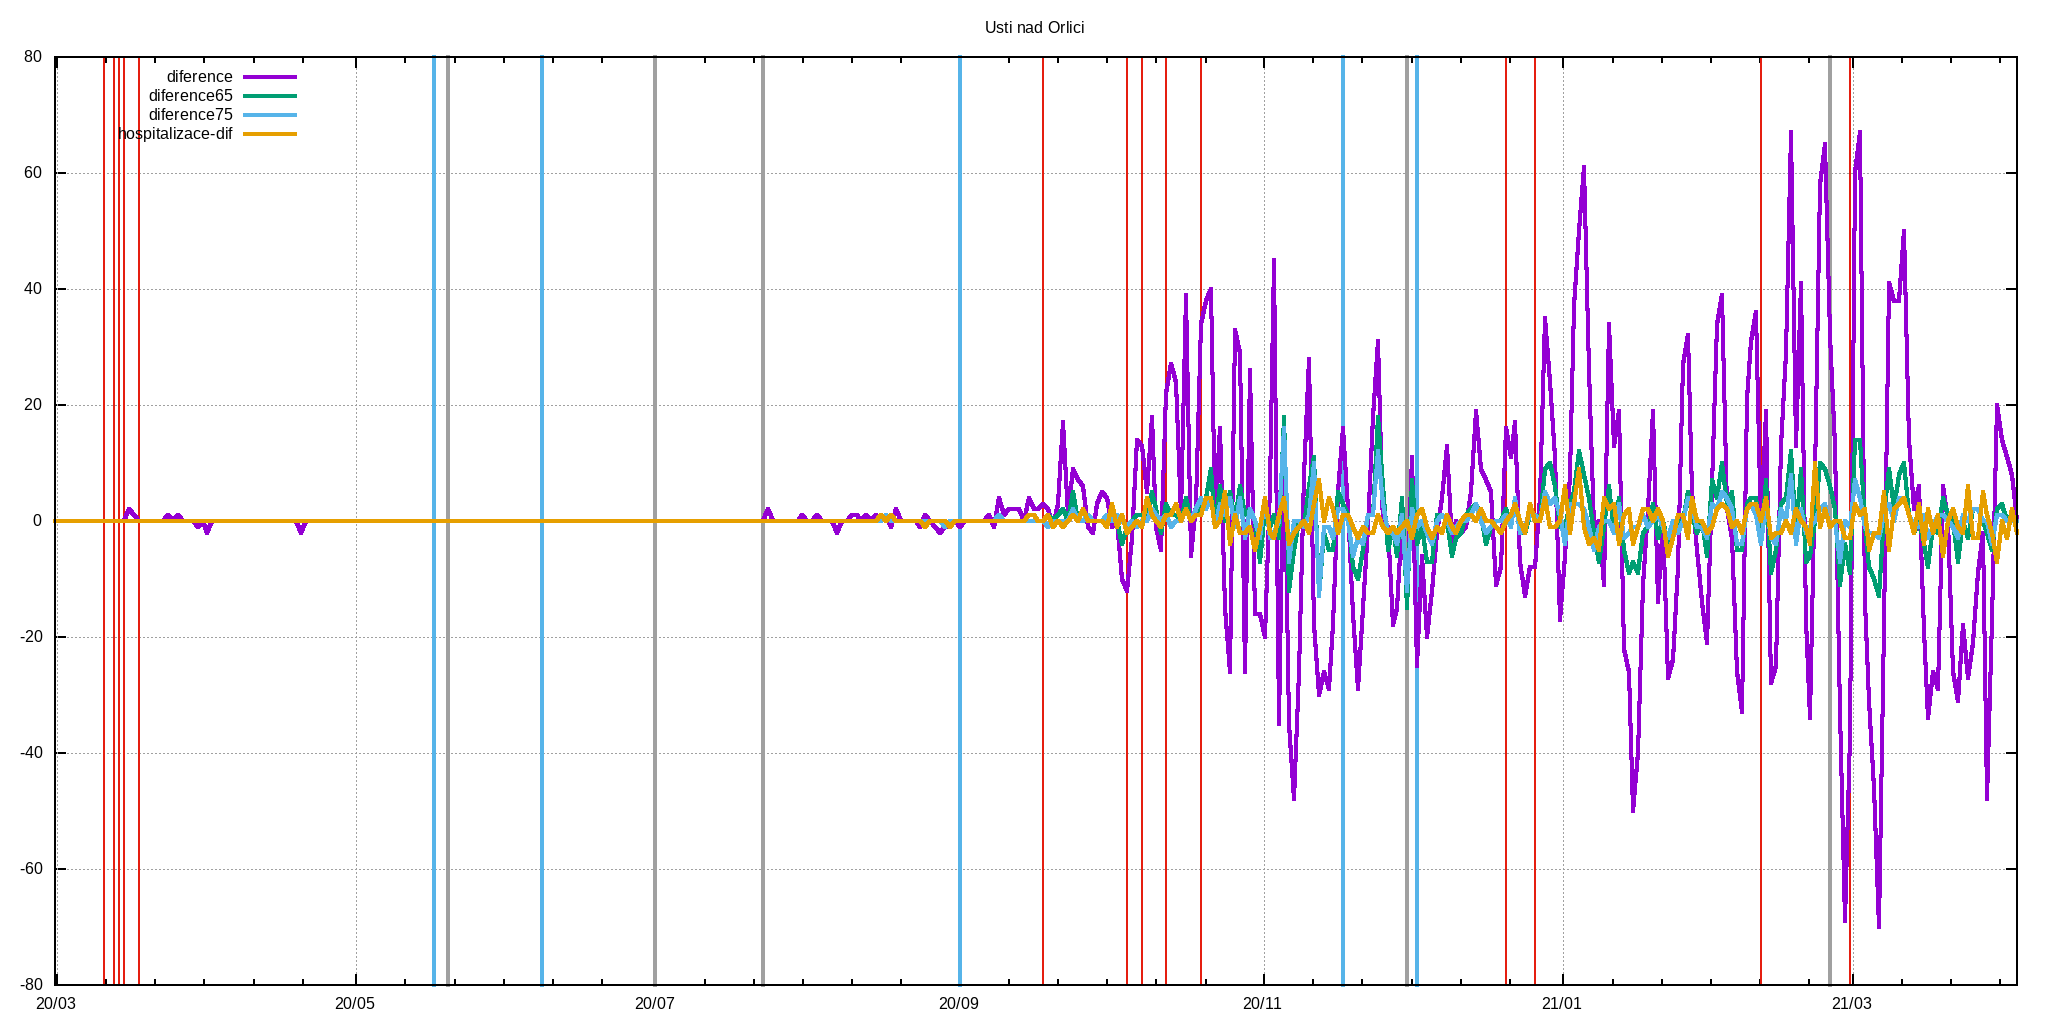 Usti nad Orlici
80
diference
diference65
diference75
hospitalizace-dif
60
40
20
0
-20
-40
-60
-80
20/03 20/05 20/07 20/09 20/11 21/01 21/03